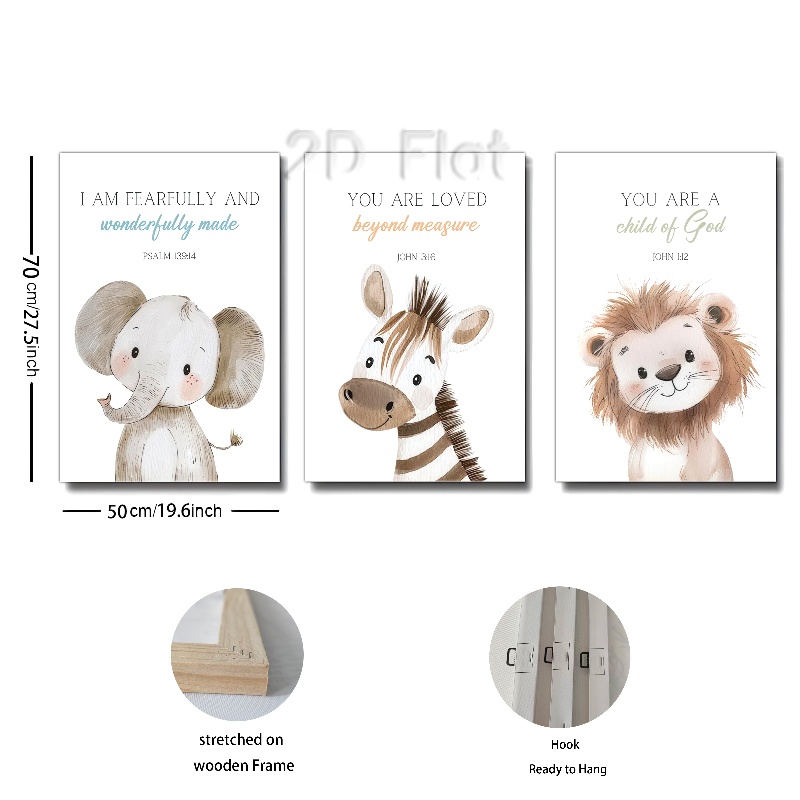 2D Flat
I AM FEARFULLY AND
wonderfully made
PSALM 139:14
YOU ARE LOVED
beyond measure
JOHN 3:16
YOU ARE A
child of God
JOHN 1:12
70 cm/27.5inch
50 cm/19.6inch
stretched on
wooden Frame
Hook
Ready to Hang